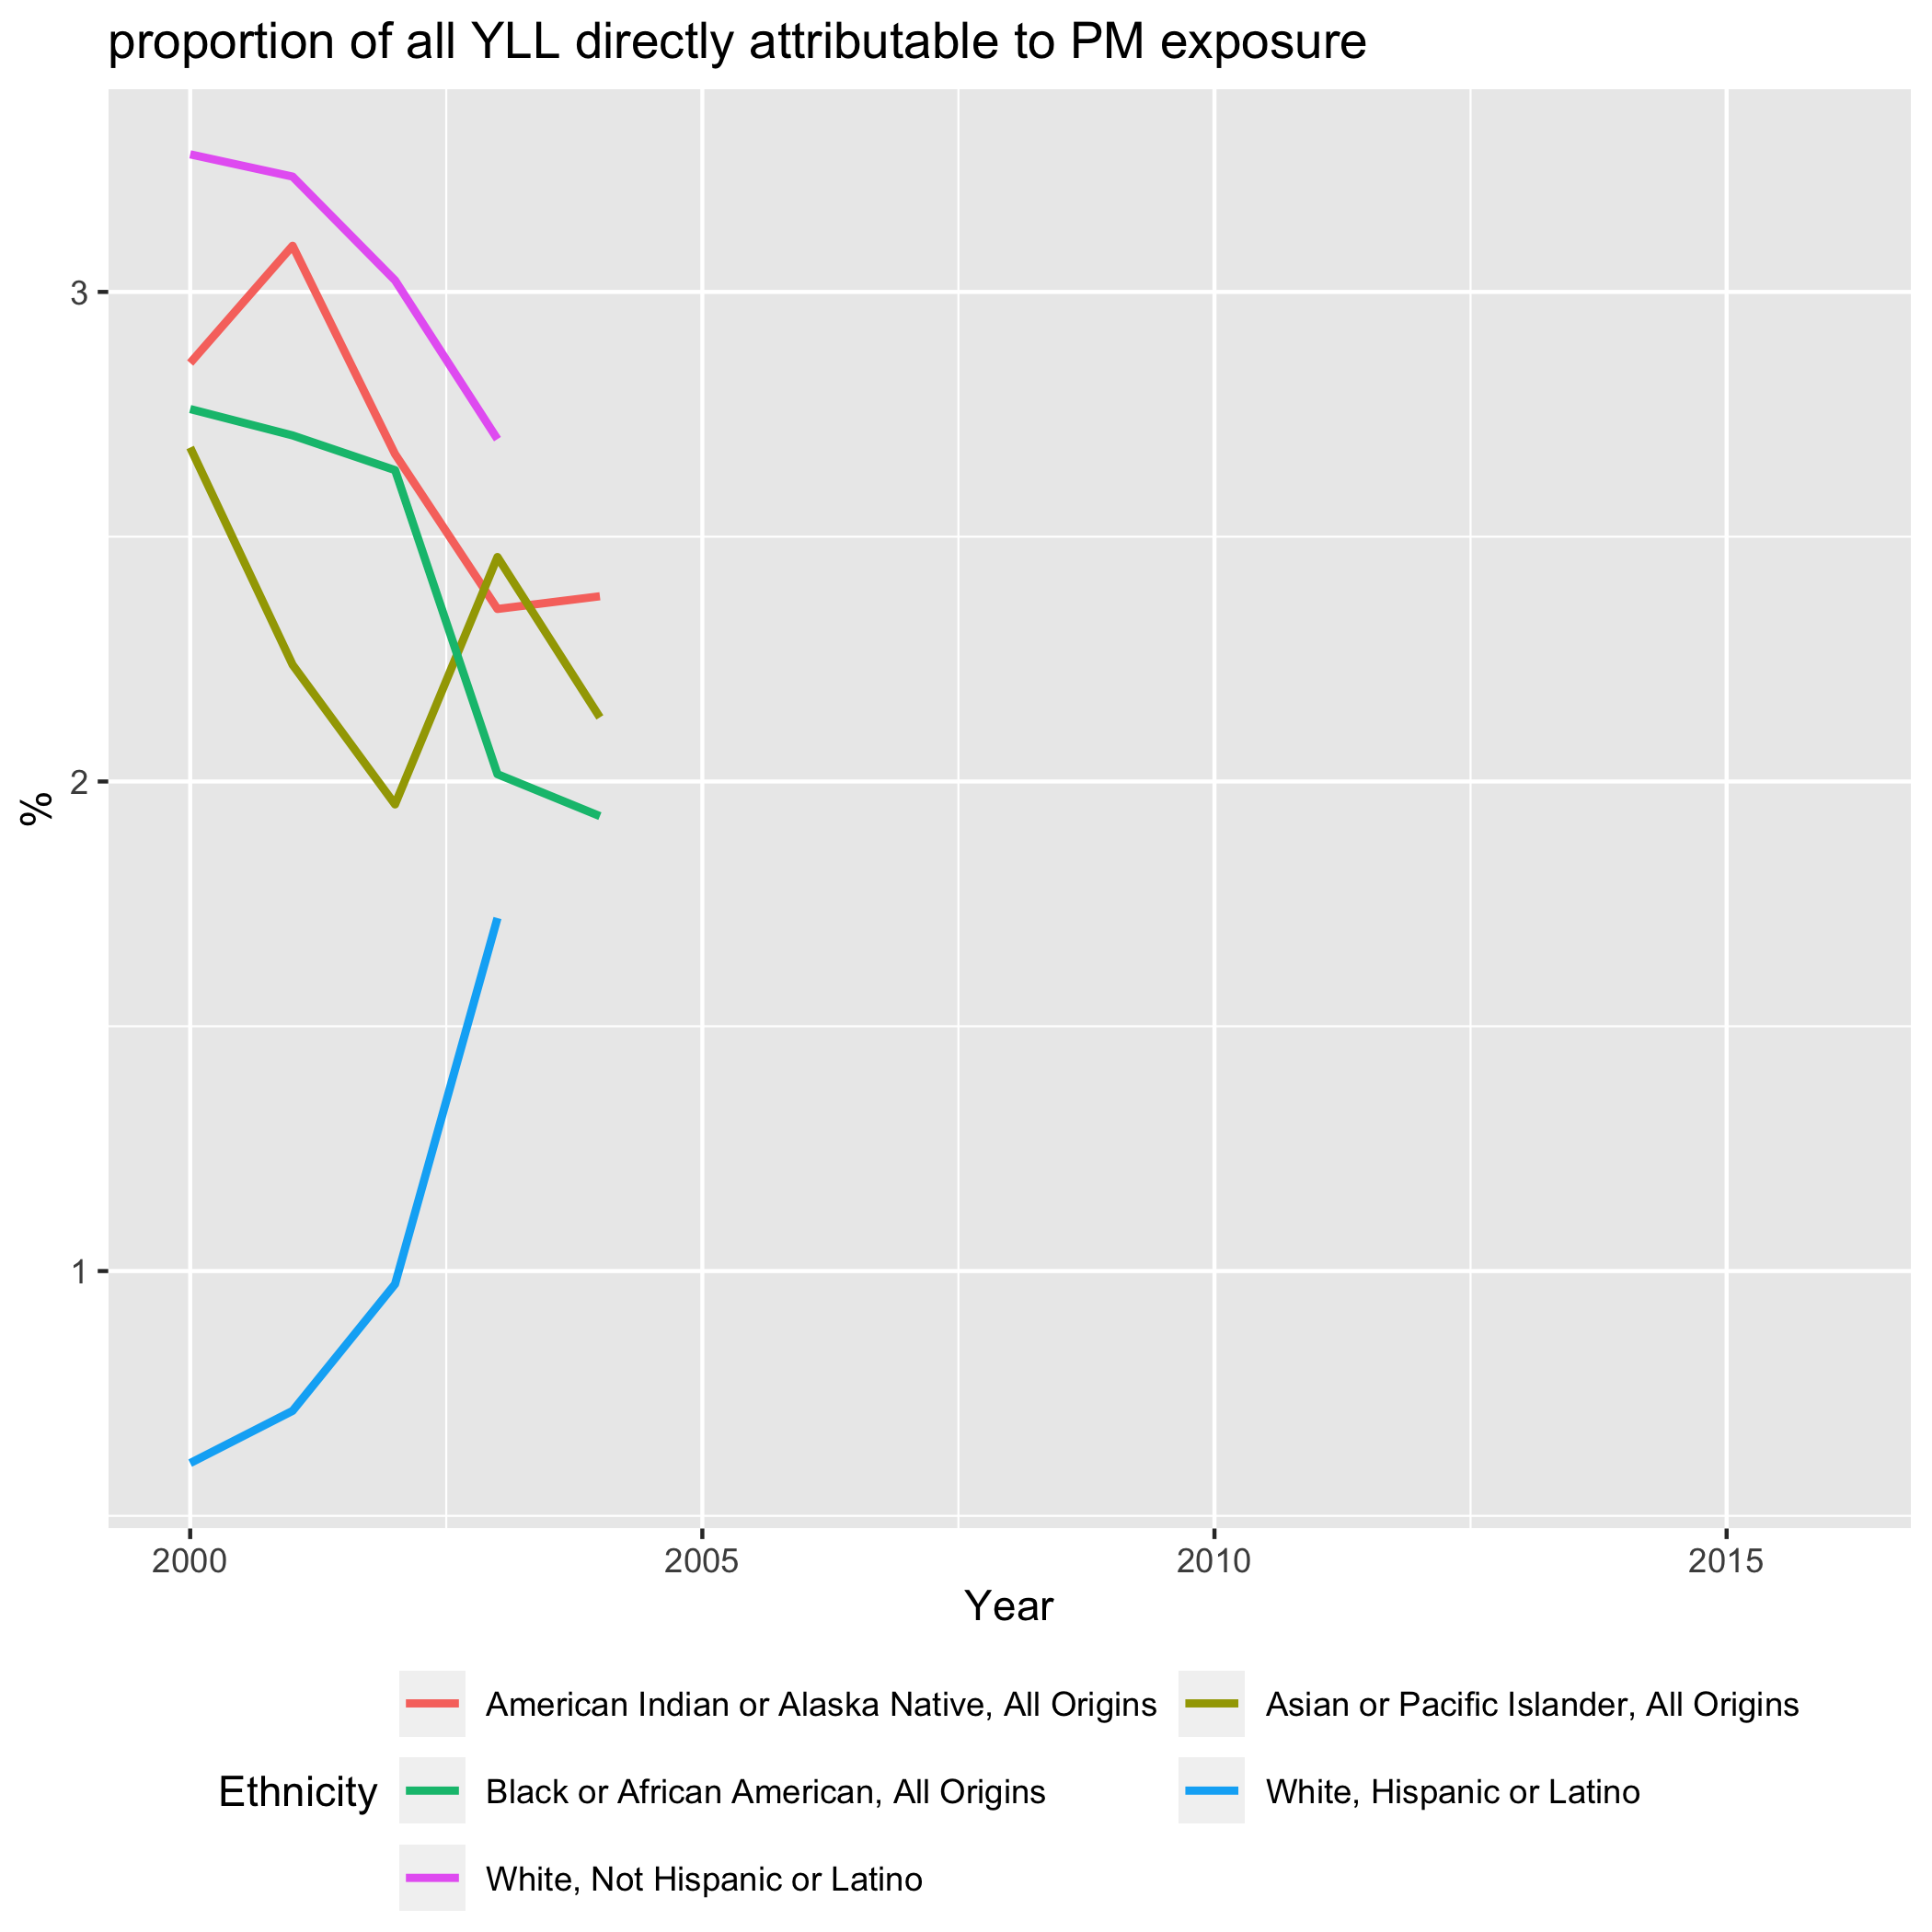 proportion of all YLL directly attributable to PM exposure
3
2
1
%
2000 2005 2010 2015
Year
Ethnicity
American Indian or Alaska Native, All Origins
Asian or Pacific Islander, All Origins
Black or African American, All Origins
White, Hispanic or Latino
White, Not Hispanic or Latino